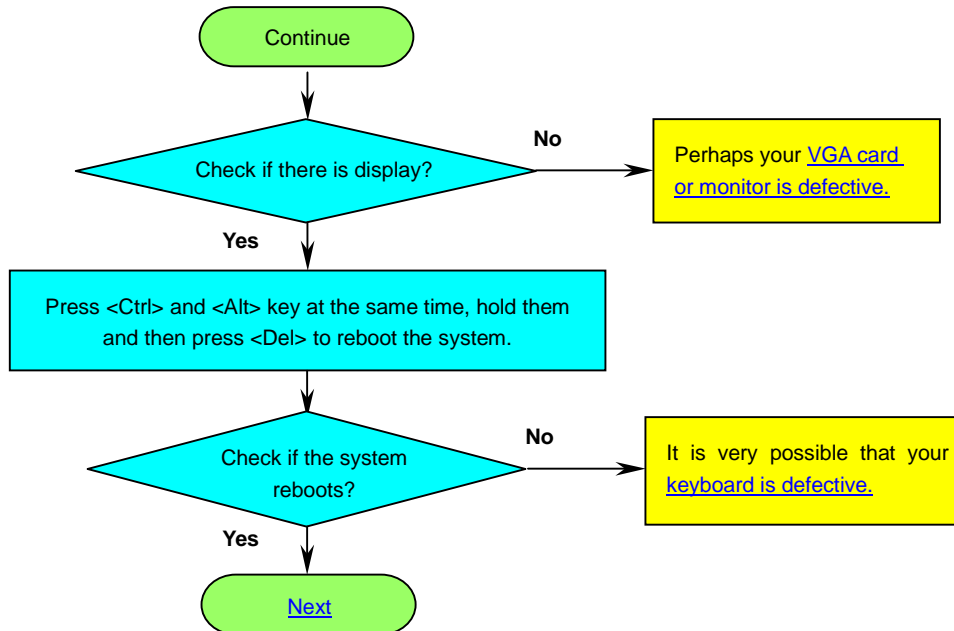 Continue
Check if there is display?
No
Perhaps your VGA card
or monitor is defective.
Yes
Press <Ctrl> and <Alt> key at the same time, hold them
and then press <Del> to reboot the system.
Check if the system
reboots?
No
It is very possible that your
keyboard is defective.
Yes
Next